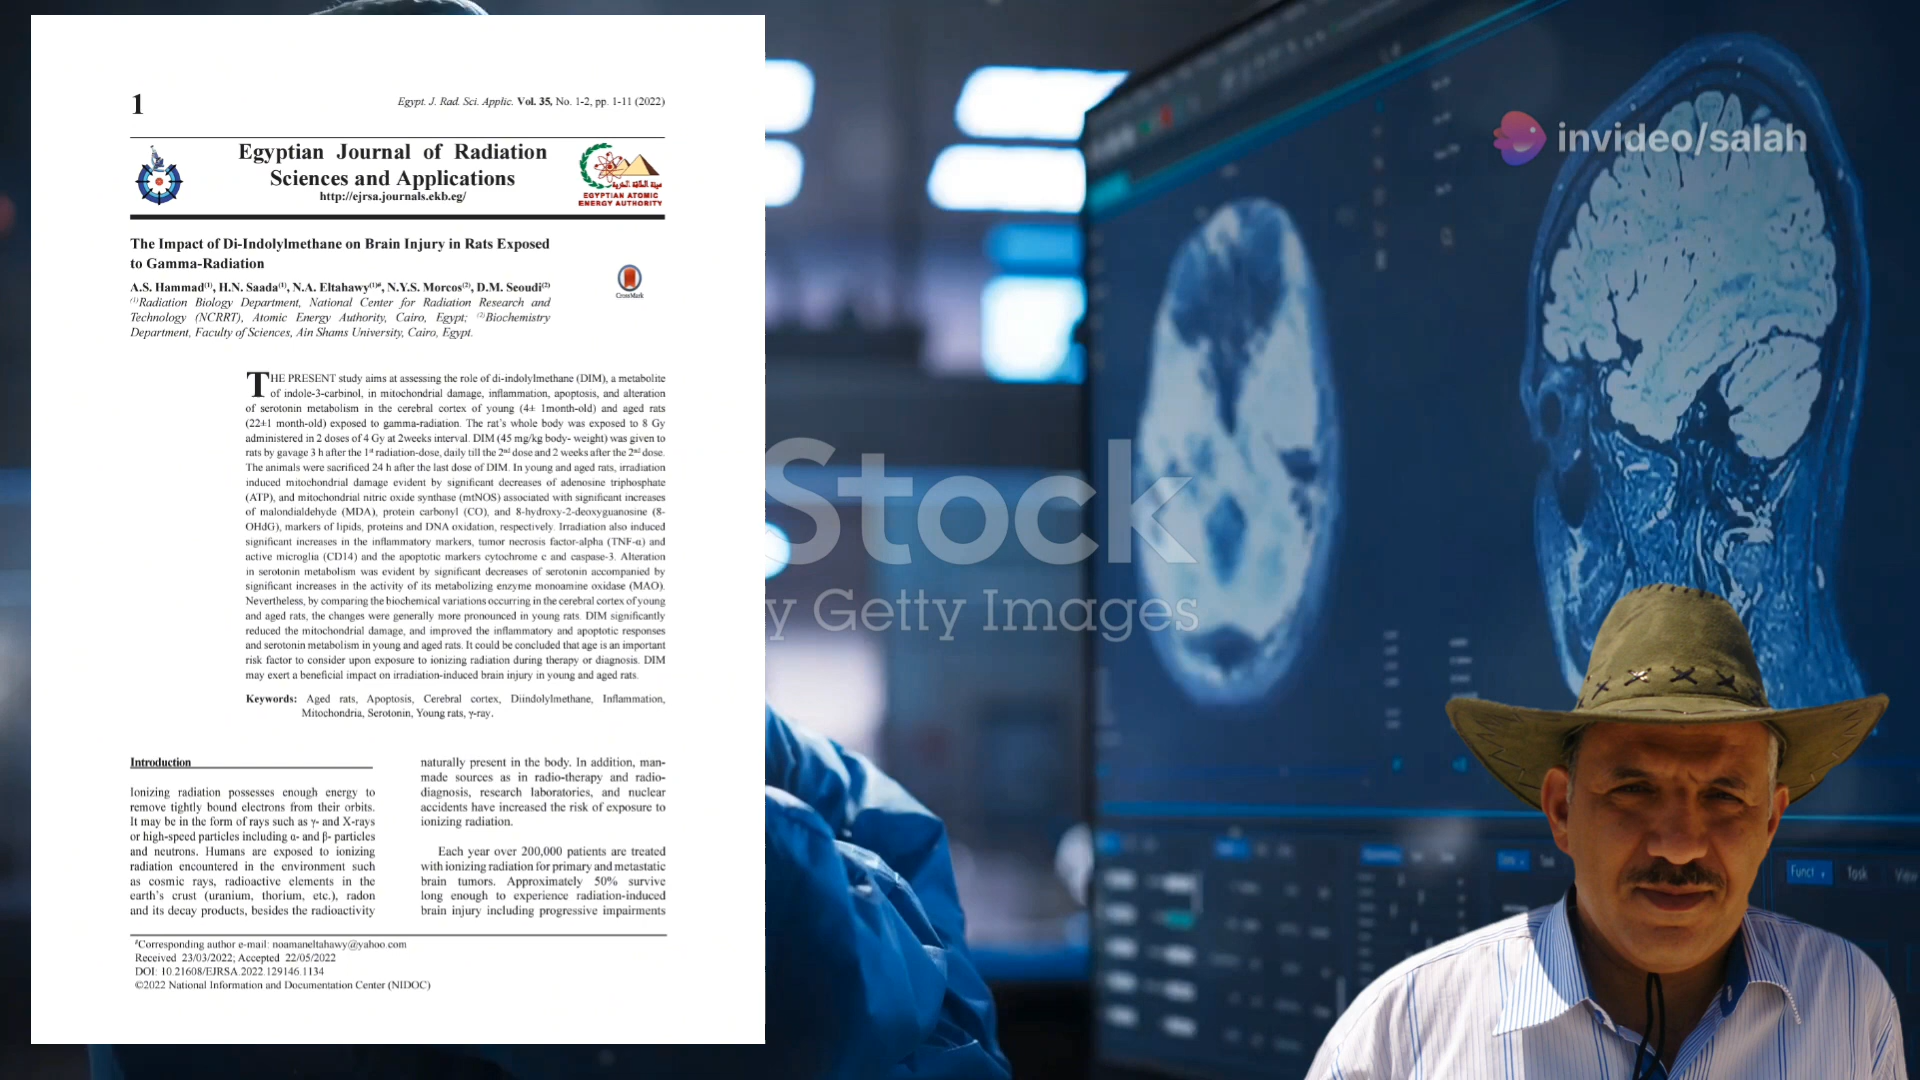 1
Egypt. J. Rad. Sci. Applic. Vol. 35, No. 1-2, pp. 1-11 (2022)
Egyptian Journal of Radiation
Sciences and Applications
http://ejrsa.journals.ekb.eg/
هيئة الطاقة الذرية
EGYPTIAN ATOMIC
ENERGY AUTHORITY
The Impact of Di-Indolylmethane on Brain Injury in Rats Exposed
to Gamma-Radiation
CrossMark
A.S. Hammad(1), H.N. Saada(1), N.A. Eltahawy(1)#, N.Y.S. Morcos(2), D.M. Seoudi(2)
(1)Radiation Biology Department, National Center for Radiation Research and
Technology (NCRRT), Atomic Energy Authority, Cairo, Egypt; (2)Biochemistry
Department, Faculty of Sciences, Ain Shams University, Cairo, Egypt.
THE PRESENT study aims at assessing the role of di-indolylmethane (DIM), a metabolite
of indole-3-carbinol, in mitochondrial damage, inflammation, apoptosis, and alteration
of serotonin metabolism in the cerebral cortex of young (4± 1month-old) and aged rats
(22±1 month-old) exposed to gamma-radiation. The rat's whole body was exposed to 8 Gy
administered in 2 doses of 4 Gy at 2weeks interval. DIM (45 mg/kg body- weight) was given to
rats by gavage 3 h after the 1st radiation-dose, daily till the 2nd dose and 2 weeks after the 2nd dose.
The animals were sacrificed 24 h after the last dose of DIM. In young and aged rats, irradiation
induced mitochondrial damage evident by significant decreases of adenosine triphosphate
(ATP), and mitochondrial nitric oxide synthase (mtNOS) associated with significant increases
of malondialdehyde (MDA), protein carbonyl (CO), and 8-hydroxy-2-deoxyguanosine (8-
OHdG), markers of lipids, proteins and DNA oxidation, respectively. Irradiation also induced
significant increases in the inflammatory markers, tumor necrosis factor-alpha (TNF-α) and
active microglia (CD14) and the apoptotic markers cytochrome c and caspase-3. Alteration
in serotonin metabolism was evident by significant decreases of serotonin accompanied by
significant increases in the activity of its metabolizing enzyme monoamine oxidase (MAO).
Nevertheless, by comparing the biochemical variations occurring in the cerebral cortex of young
and aged rats, the changes were generally more pronounced in young rats. DIM significantly
reduced the mitochondrial damage, and improved the inflammatory and apoptotic responses
and serotonin metabolism in young and aged rats. It could be concluded that age is an important
risk factor to consider upon exposure to ionizing radiation during therapy or diagnosis. DIM
may exert a beneficial impact on irradiation-induced brain injury in young and aged rats.
Keywords: Aged rats, Apoptosis, Cerebral cortex, Diindolylmethane, Inflammation,
Mitochondria, Serotonin, Young rats, γ-ray.
Introduction
Ionizing radiation possesses enough energy to
remove tightly bound electrons from their orbits.
It may be in the form of rays such as γ- and X-rays
or high-speed particles including α- and β- particles
and neutrons. Humans are exposed to ionizing
radiation encountered in the environment such
as cosmic rays, radioactive elements in the
earth's crust (uranium, thorium, etc.), radon
and its decay products, besides the radioactivity
naturally present in the body. In addition, man-
made sources as in radio-therapy and radio-
diagnosis, research laboratories, and nuclear
accidents have increased the risk of exposure to
ionizing radiation.
Each year over 200,000 patients are treated
with ionizing radiation for primary and metastatic
brain tumors. Approximately 50% survive
long enough to experience radiation-induced
brain injury including progressive impairments
#Corresponding author e-mail: noamaneltahawy@yahoo.com
Received 23/03/2022; Accepted 22/05/2022
DOI: 10.21608/EJRSA.2022.129146.1134
©2022 National Information and Documentation Center (NIDOC)
invideo/salah
Stock
y Getty Images
Funct
Task
View